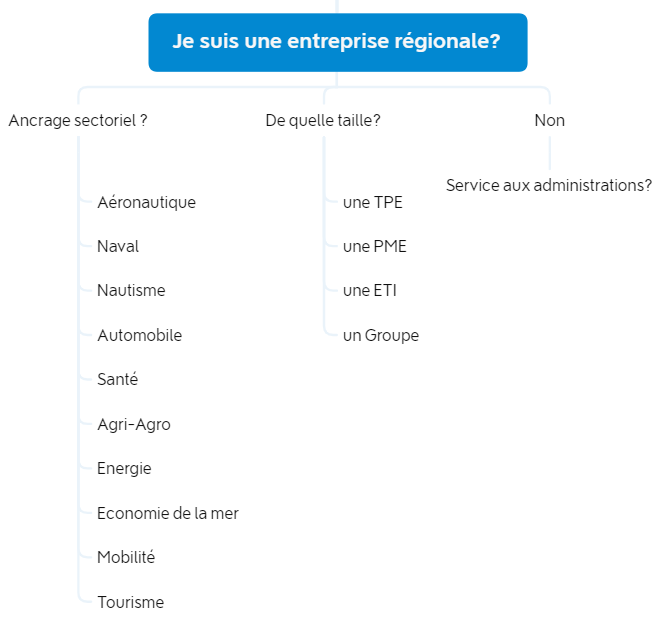 Je suis une entreprise régionale?
Ancrage sectoriel ?
De quelle taille?
Non
Service aux administrations?
Aéronautique
une TPE
Naval
une PME
Nautisme
une ETI
Automobile
un Groupe
Santé
Agri-Agro
Energie
Economie de la mer
Mobilité
Tourisme